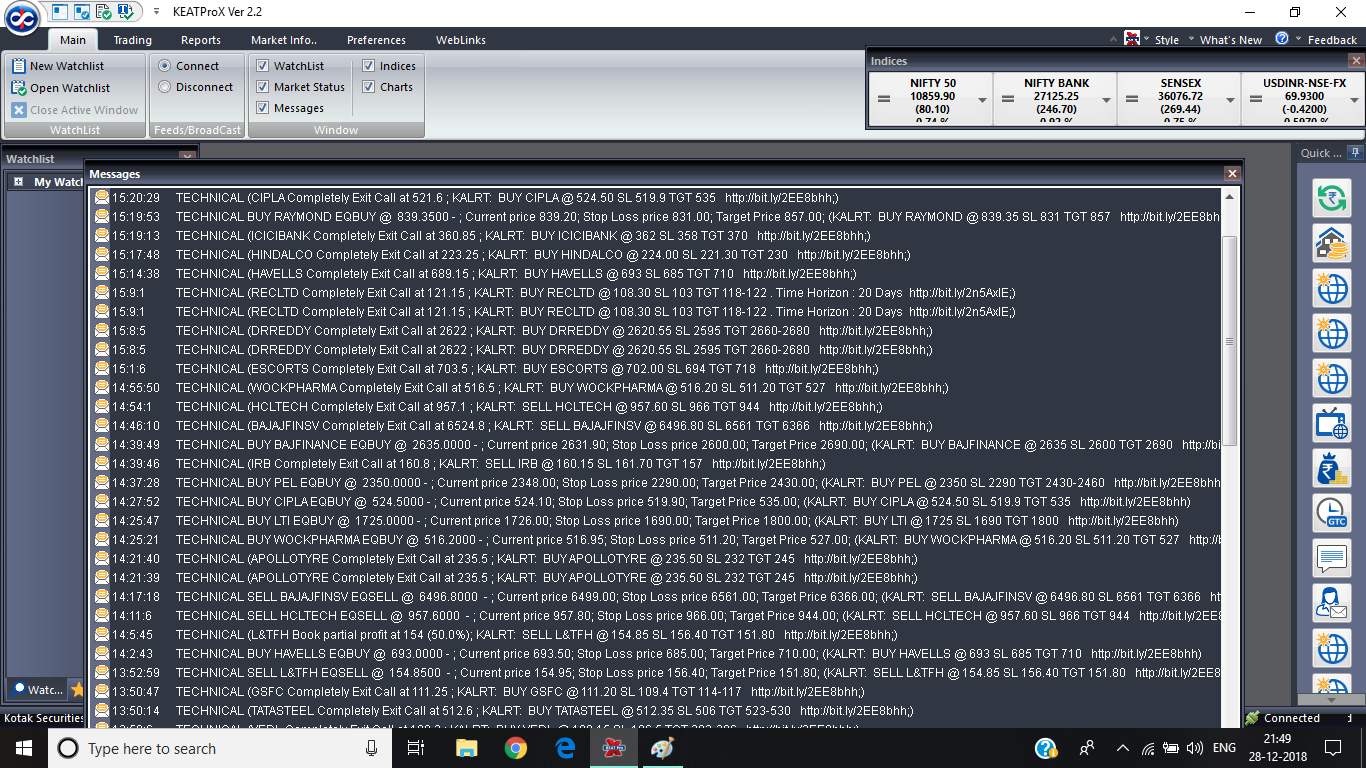 KEATProX Ver 2.2
Main Trading Reports Market Info.. Preferences WebLinks
Style What's New Feedback
New Watchlist
Open Watchlist
Close Active Window
WatchList
Connect
Disconnect
Feeds/BroadCast
WatchList Indices
Market Status Charts
Messages
Window
Indices
NIFTY 50
10859.90
(80.10)
0.74 %
NIFTY BANK
27125.25
(246.70)
0.92 %
SENSEX
36076.72
(269.44)
0.75 %
USDINR-NSE-FX
69.9300
(-0.4200)
Watchlist
My Watch
Quick ...
Messages
15:20:29 TECHNICAL (CIPLA Completely Exit Call at 521.6 ; KALRT: BUY CIPLA @ 524.50 SL 519.9 TGT 535 http://bit.ly/2EE8bhh;)
15:19:53 TECHNICAL BUY RAYMOND EQBUY @ 839.3500 - ; Current price 839.20; Stop Loss price 831.00; Target Price 857.00; (KALRT: BUY RAYMOND @ 839.35 SL 831 TGT 857 http://bit.ly/2EE8bh
15:19:13 TECHNICAL (ICICIBANK Completely Exit Call at 360.85 ; KALRT: BUY ICICIBANK @ 362 SL 358 TGT 370 http://bit.ly/2EE8bhh;)
15:17:48 TECHNICAL (HINDALCO Completely Exit Call at 223.25 ; KALRT: BUY HINDALCO @ 224.00 SL 221.30 TGT 230 http://bit.ly/2EE8bhh;)
15:14:38 TECHNICAL (HAVELLS Completely Exit Call at 689.15 ; KALRT: BUY HAVELLS @ 693 SL 685 TGT 710 http://bit.ly/2EE8bhh;)
15:9:1 TECHNICAL (RECLTD Completely Exit Call at 121.15 ; KALRT: BUY RECLTD @ 108.30 SL 103 TGT 118-122 . Time Horizon : 20 Days http://bit.ly/2n5AxlE;)
15:9:1 TECHNICAL (RECLTD Completely Exit Call at 121.15 ; KALRT: BUY RECLTD @ 108.30 SL 103 TGT 118-122 . Time Horizon : 20 Days http://bit.ly/2n5AxlE;)
15:8:5 TECHNICAL (DRREDDY Completely Exit Call at 2622 ; KALRT: BUY DRREDDY @ 2620.55 SL 2595 TGT 2660-2680 http://bit.ly/2EE8bhh;)
15:8:5 TECHNICAL (DRREDDY Completely Exit Call at 2622 ; KALRT: BUY DRREDDY @ 2620.55 SL 2595 TGT 2660-2680 http://bit.ly/2EE8bhh;)
15:1:6 TECHNICAL (ESCORTS Completely Exit Call at 703.5 ; KALRT: BUY ESCORTS @ 702.00 SL 694 TGT 718 http://bit.ly/2EE8bhh;)
14:55:50 TECHNICAL (WOCKPHARMA Completely Exit Call at 516.5 ; KALRT: BUY WOCKPHARMA @ 516.20 SL 511.20 TGT 527 http://bit.ly/2EE8bhh;)
14:54:1 TECHNICAL (HCLTECH Completely Exit Call at 957.1 ; KALRT: SELL HCLTECH @ 957.60 SL 966 TGT 944 http://bit.ly/2EE8bhh;)
14:46:10 TECHNICAL (BAJAJFINSV Completely Exit Call at 6524.8 ; KALRT: SELL BAJAJFINSV @ 6496.80 SL 6561 TGT 6366 http://bit.ly/2EE8bhh;)
14:39:49 TECHNICAL BUY BAJFINANCE EQBUY @ 2635.0000 - ; Current price 2631.90; Stop Loss price 2600.00; Target Price 2690.00; (KALRT: BUY BAJFINANCE @ 2635 SL 2600 TGT 2690 http://b
14:39:46 TECHNICAL (IRB Completely Exit Call at 160.8 ; KALRT: SELL IRB @ 160.15 SL 161.70 TGT 157 http://bit.ly/2EE8bhh;)
14:37:28 TECHNICAL BUY PEL EQBUY @ 2350.0000 - ; Current price 2348.00; Stop Loss price 2290.00; Target Price 2430.00; (KALRT: BUY PEL @ 2350 SL 2290 TGT 2430-2460 http://bit.ly/2EE8bhh
14:27:52 TECHNICAL BUY CIPLA EQBUY @ 524.5000 - ; Current price 524.10; Stop Loss price 519.90; Target Price 535.00; (KALRT: BUY CIPLA @ 524.50 SL 519.9 TGT 535 http://bit.ly/2EE8bhh)
14:25:47 TECHNICAL BUY LTI EQBUY @ 1725.0000 - ; Current price 1726.00; Stop Loss price 1690.00; Target Price 1800.00; (KALRT: BUY LTI @ 1725 SL 1690 TGT 1800 http://bit.ly/2EE8bhh)
14:25:21 TECHNICAL BUY WOCKPHARMA EQBUY @ 516.2000 - ; Current price 516.95; Stop Loss price 511.20; Target Price 527.00; (KALRT: BUY WOCKPHARMA @ 516.20 SL 511.20 TGT 527 http://bit.ly/2E
14:21:40 TECHNICAL (APOLLOTYRE Completely Exit Call at 235.5 ; KALRT: BUY APOLLOTYRE @ 235.50 SL 232 TGT 245 http://bit.ly/2EE8bhh;)
14:21:39 TECHNICAL (APOLLOTYRE Completely Exit Call at 235.5 ; KALRT: BUY APOLLOTYRE @ 235.50 SL 232 TGT 245 http://bit.ly/2EE8bhh;)
14:17:18 TECHNICAL SELL BAJAJFINSV EQSELL @ 6496.8000 - ; Current price 6499.00; Stop Loss price 6561.00; Target Price 6366.00; (KALRT: SELL BAJAJFINSV @ 6496.80 SL 6561 TGT 6366 http
14:11:6 TECHNICAL SELL HCLTECH EQSELL @ 957.6000 - ; Current price 957.80; Stop Loss price 966.00; Target Price 944.00; (KALRT: SELL HCLTECH @ 957.60 SL 966 TGT 944 http://bit.ly/2EE8bh
14:5:45 TECHNICAL (L&TFH Book partial profit at 154 (50.0%); KALRT: SELL L&TFH @ 154.85 SL 156.40 TGT 151.80 http://bit.ly/2EE8bhh;)
14:2:43 TECHNICAL BUY HAVELLS EQBUY @ 693.0000 - ; Current price 693.50; Stop Loss price 685.00; Target Price 710.00; (KALRT: BUY HAVELLS @ 693 SL 685 TGT 710 http://bit.ly/2EE8bhh)
13:52:59 TECHNICAL SELL L&TFH EQSELL @ 154.8500 - ; Current price 154.95; Stop Loss price 156.40; Target Price 151.80; (KALRT: SELL L&TFH @ 154.85 SL 156.40 TGT 151.80 http://bit.ly/2EE8bhh
13:50:47 TECHNICAL (GSFC Completely Exit Call at 111.25 ; KALRT: BUY GSFC @ 111.20 SL 109.4 TGT 114-117 http://bit.ly/2EE8bhh;)
13:50:14 TECHNICAL (TATASTEEL Completely Exit Call at 512.6 ; KALRT: BUY TATASTEEL @ 512.35 SL 506 TGT 523-530 http://bit.ly/2EE8bhh;)
GTC
Watc...
Kotak Securities
Connected
Type here to search
ENG
21:49
28-12-2018